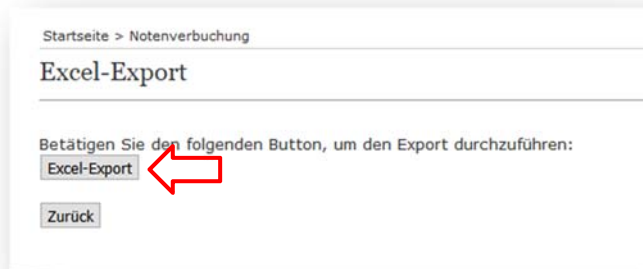 Startseite > Notenverbuchung
Excel-Export
Betätigen Sie den folgenden Button, um den Export durchzuführen:
Excel-Export
Zurück